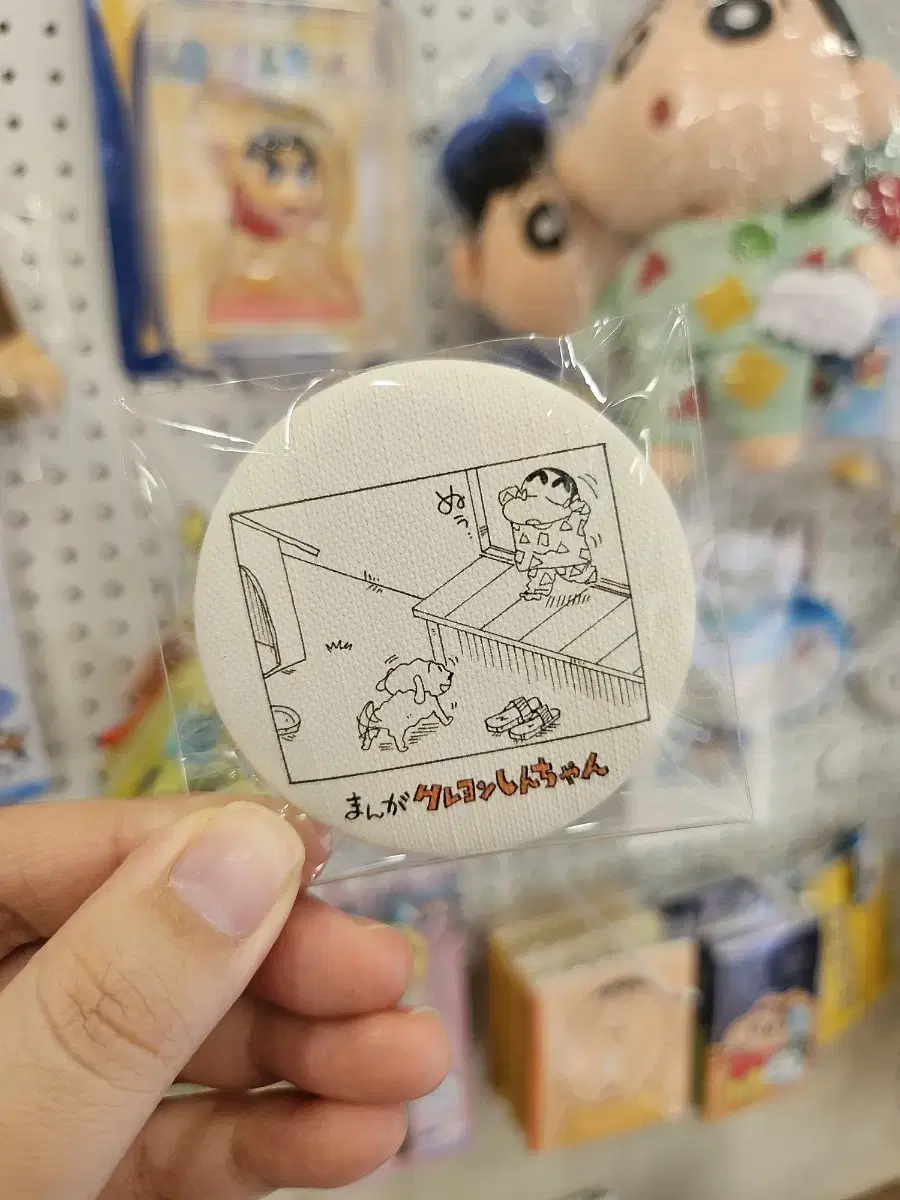 ぬっ…
まんが クレヨンしんちゃん